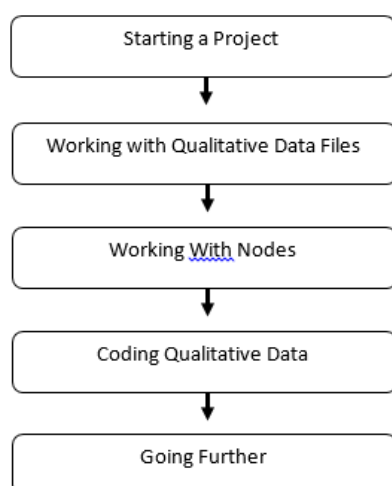 Starting a Project
Working with Qualitative Data Files
Working With Nodes
Coding Qualitative Data
Going Further